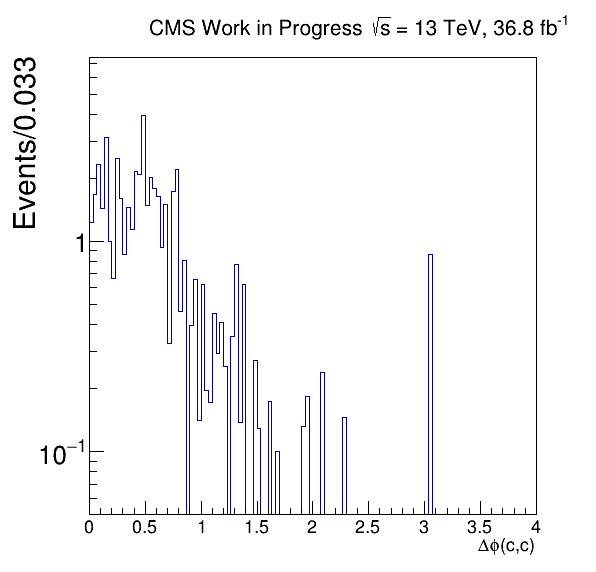 CMS Work in Progress √s = 13 TeV, 36.8 fb⁻¹
Events/0.033
1
10⁻¹
0 0.5 1 1.5 2 2.5 3 3.5 4
Δϕ(c,c)